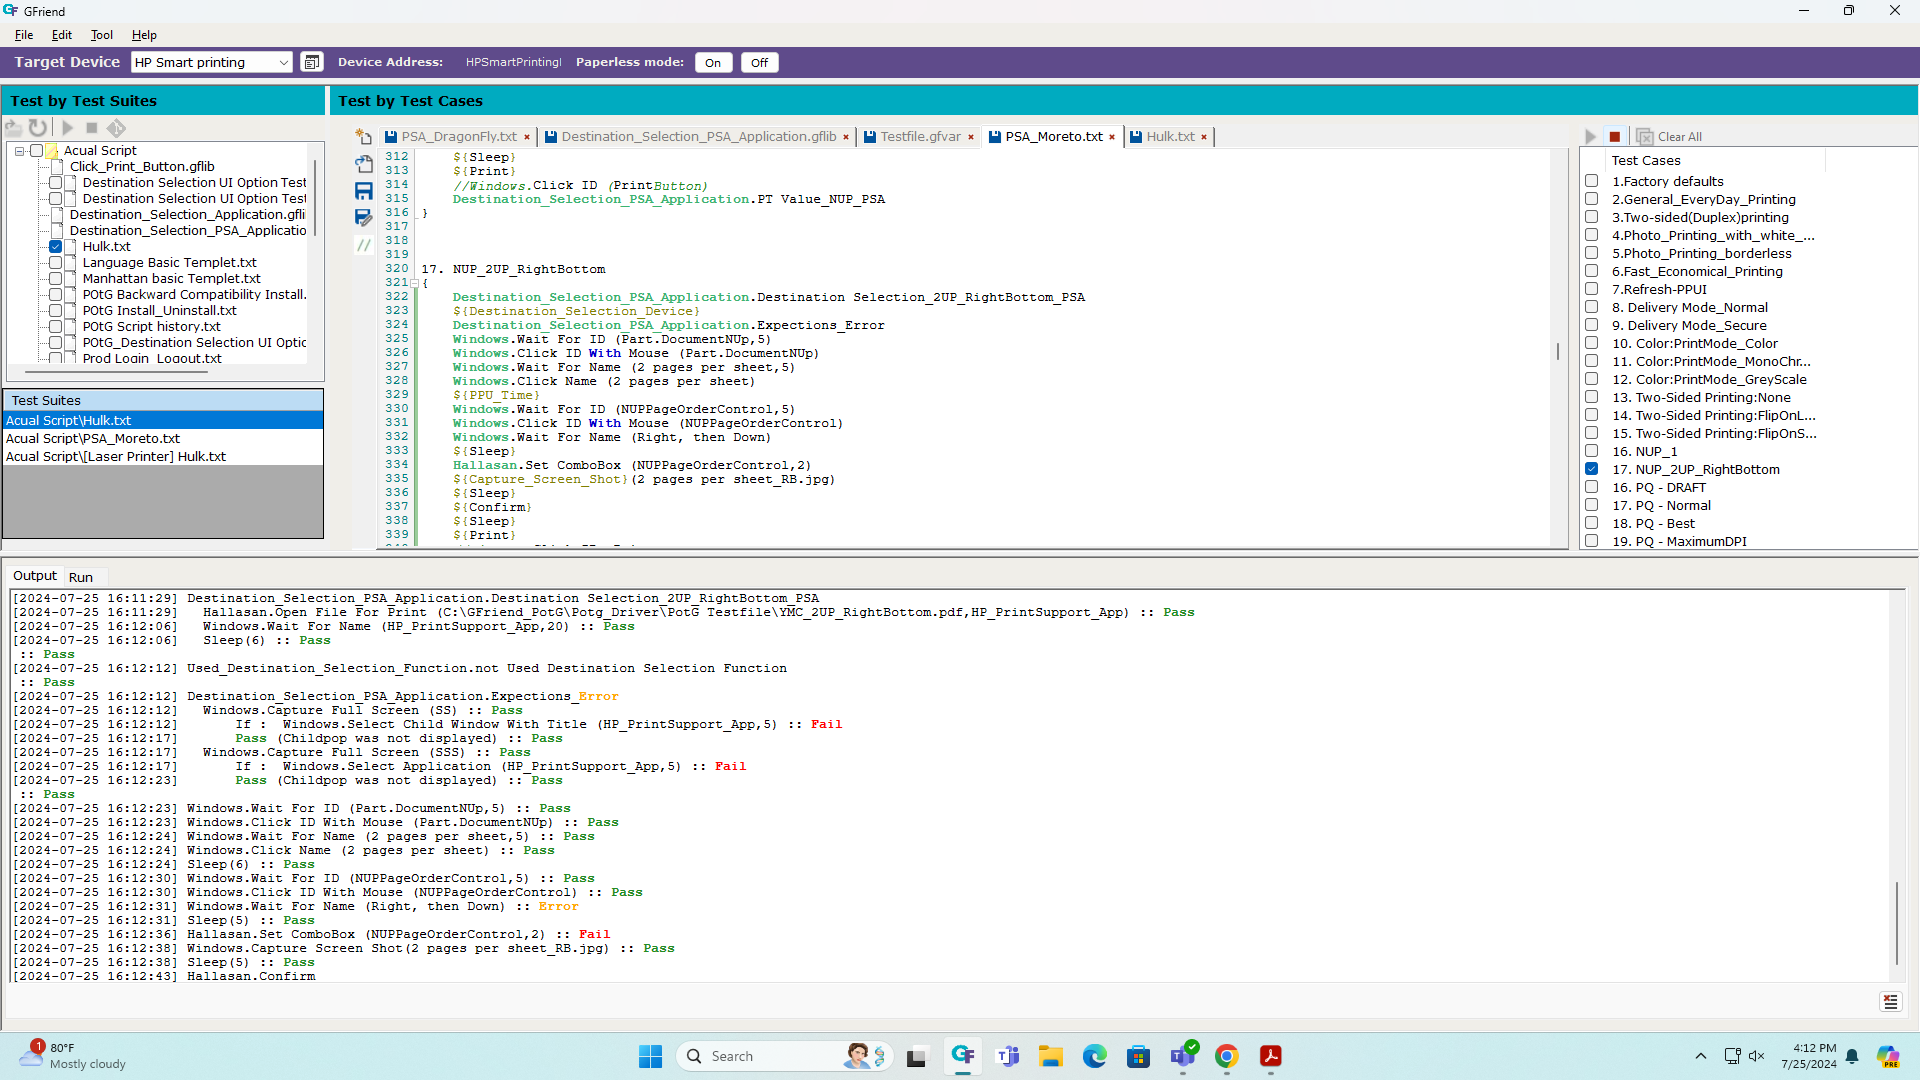 GFriend
File Edit Tool Help
Target Device HP Smart printing Device Address: HPSmartPrintingI Paperless mode: On Off
Test by Test Suites
Test by Test Cases
Acual Script
Click_Print_Button.gflib
Destination Selection UI Option Test
Destination Selection UI Option Test
Destination_Selection_Application.gfli
Destination_Selection_PSA_Applicatio
Hulk.txt
Language Basic Templet.txt
Manhattan basic Templet.txt
POtG Backward Compatibility Install.
POtG Install_Uninstall.txt
POtG Script history.txt
POtG_Destination Selection UI Optic
Prod Login_Logout.txt
Test Suites
Acual Script\Hulk.txt
Acual Script\PSA_Moreto.txt
Acual Script\[Laser Printer] Hulk.txt
PSA_DragonFly.txt × Destination_Selection_PSA_Application.gflib × Testfile.gfvar × PSA_Moreto.txt × Hulk.txt ×
312 ${Sleep}
313 ${Print}
314 //Windows.Click ID (PrintButton)
315 Destination_Selection_PSA_Application.PT Value_NUP_PSA
316 }
317
318
319
320 17. NUP_2UP_RightBottom
321 {
322 Destination_Selection_PSA_Application.Destination Selection_2UP_RightBottom_PSA
323 ${Destination_Selection_Device}
324 Destination_Selection_PSA_Application.Expections_Error
325 Windows.Wait For ID (Part.DocumentNUp,5)
326 Windows.Click ID With Mouse (Part.DocumentNUp)
327 Windows.Wait For Name (2 pages per sheet,5)
328 Windows.Click Name (2 pages per sheet)
329 ${PPU_Time}
330 Windows.Wait For ID (NUPPageOrderControl,5)
331 Windows.Click ID With Mouse (NUPPageOrderControl)
332 Windows.Wait For Name (Right, then Down)
333 ${Sleep}
334 Hallasan.Set ComboBox (NUPPageOrderControl,2)
335 ${Capture_Screen_Shot}(2 pages per sheet_RB.jpg)
336 ${Sleep}
337 ${Confirm}
338 ${Sleep}
339 ${Print}
Clear All
Test Cases
1.Factory defaults
2.General_EveryDay_Printing
3.Two-sided(Duplex)printing
4.Photo_Printing_with_white_...
5.Photo_Printing_borderless
6.Fast_Economical_Printing
7.Refresh-PPUI
8. Delivery Mode_Normal
9. Delivery Mode_Secure
10. Color:PrintMode_Color
11. Color:PrintMode_MonoChr...
12. Color:PrintMode_GreyScale
13. Two-Sided Printing:None
14. Two-Sided Printing:FlipOnL...
15. Two-Sided Printing:FlipOnS...
16. NUP_1
17. NUP_2UP_RightBottom
16. PQ - DRAFT
17. PQ - Normal
18. PQ - Best
19. PQ - MaximumDPI
Output Run
[2024-07-25 16:11:29] Destination_Selection_PSA_Application.Destination Selection_2UP_RightBottom_PSA
[2024-07-25 16:11:29] Hallasan.Open File For Print (C:\GFriend_PotG\Potg_Driver\PotG Testfile\YMC_2UP_RightBottom.pdf,HP_PrintSupport_App) :: Pass
[2024-07-25 16:12:06] Windows.Wait For Name (HP_PrintSupport_App,20) :: Pass
[2024-07-25 16:12:06] Sleep(6) :: Pass
:: Pass
[2024-07-25 16:12:12] Used_Destination_Selection_Function.not Used Destination Selection Function
:: Pass
[2024-07-25 16:12:12] Destination_Selection_PSA_Application.Expections_Error
[2024-07-25 16:12:12] Windows.Capture Full Screen (SS) :: Pass
[2024-07-25 16:12:12] If : Windows.Select Child Window With Title (HP_PrintSupport_App,5) :: Fail
[2024-07-25 16:12:17] Pass (Childpop was not displayed) :: Pass
[2024-07-25 16:12:17] Windows.Capture Full Screen (SSS) :: Pass
[2024-07-25 16:12:17] If : Windows.Select Application (HP_PrintSupport_App,5) :: Fail
[2024-07-25 16:12:23] Pass (Childpop was not displayed) :: Pass
:: Pass
[2024-07-25 16:12:23] Windows.Wait For ID (Part.DocumentNUp,5) :: Pass
[2024-07-25 16:12:23] Windows.Click ID With Mouse (Part.DocumentNUp) :: Pass
[2024-07-25 16:12:24] Windows.Wait For Name (2 pages per sheet,5) :: Pass
[2024-07-25 16:12:24] Windows.Click Name (2 pages per sheet) :: Pass
[2024-07-25 16:12:24] Sleep(6) :: Pass
[2024-07-25 16:12:30] Windows.Wait For ID (NUPPageOrderControl,5) :: Pass
[2024-07-25 16:12:30] Windows.Click ID With Mouse (NUPPageOrderControl) :: Pass
[2024-07-25 16:12:31] Windows.Wait For Name (Right, then Down) :: Error
[2024-07-25 16:12:31] Sleep(5) :: Pass
[2024-07-25 16:12:36] Hallasan.Set ComboBox (NUPPageOrderControl,2) :: Fail
[2024-07-25 16:12:38] Windows.Capture Screen Shot(2 pages per sheet_RB.jpg) :: Pass
[2024-07-25 16:12:38] Sleep(5) :: Pass
[2024-07-25 16:12:43] Hallasan.Confirm
1
80°F
Mostly cloudy
Search
4:12 PM
7/25/2024
PRE